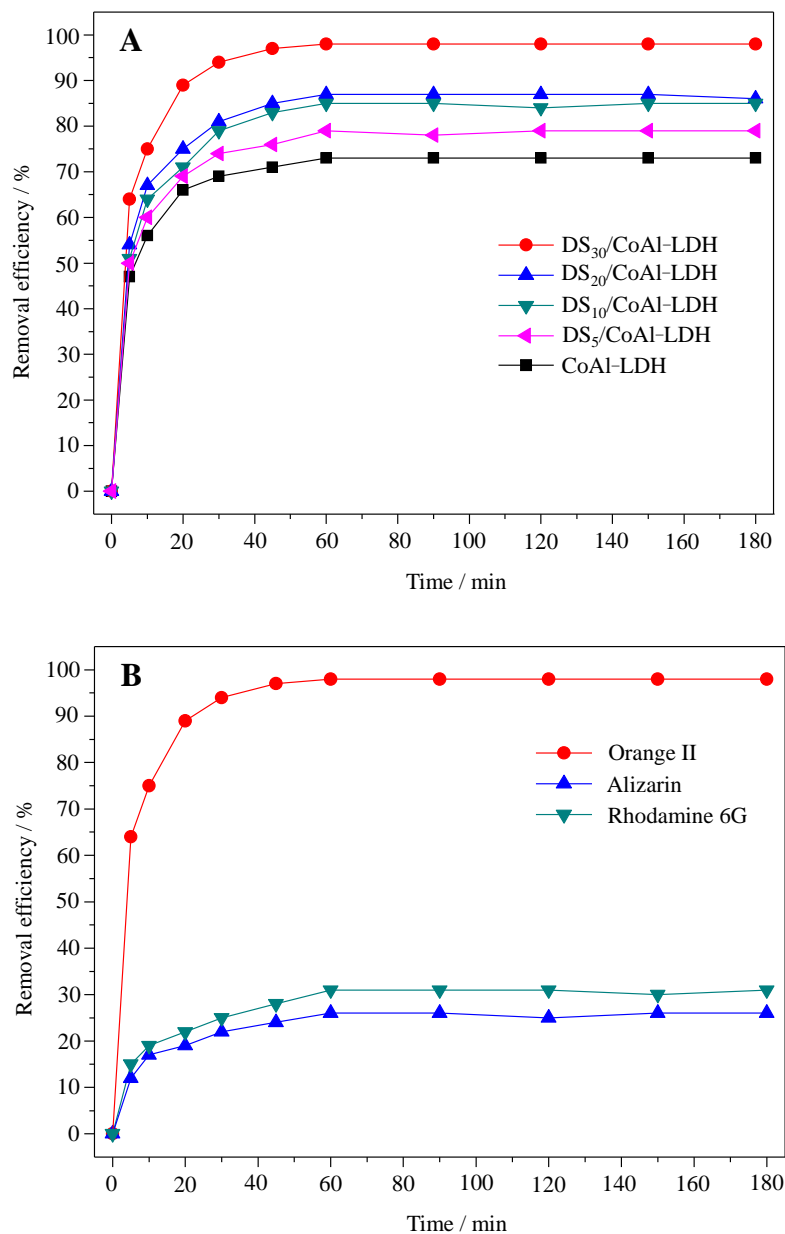 A
100
90
80
70
60
50
40
30
20
10
0
Removal efficiency / %
DS₃₀/CoAl-LDH
DS₂₀/CoAl-LDH
DS₁₀/CoAl-LDH
DS₅/CoAl-LDH
CoAl-LDH
0 20 40 60 80 100 120 140 160 180
Time / min
B
100
90
80
70
60
50
40
30
20
10
0
Removal efficiency / %
Orange II
Alizarin
Rhodamine 6G
0 20 40 60 80 100 120 140 160 180
Time / min